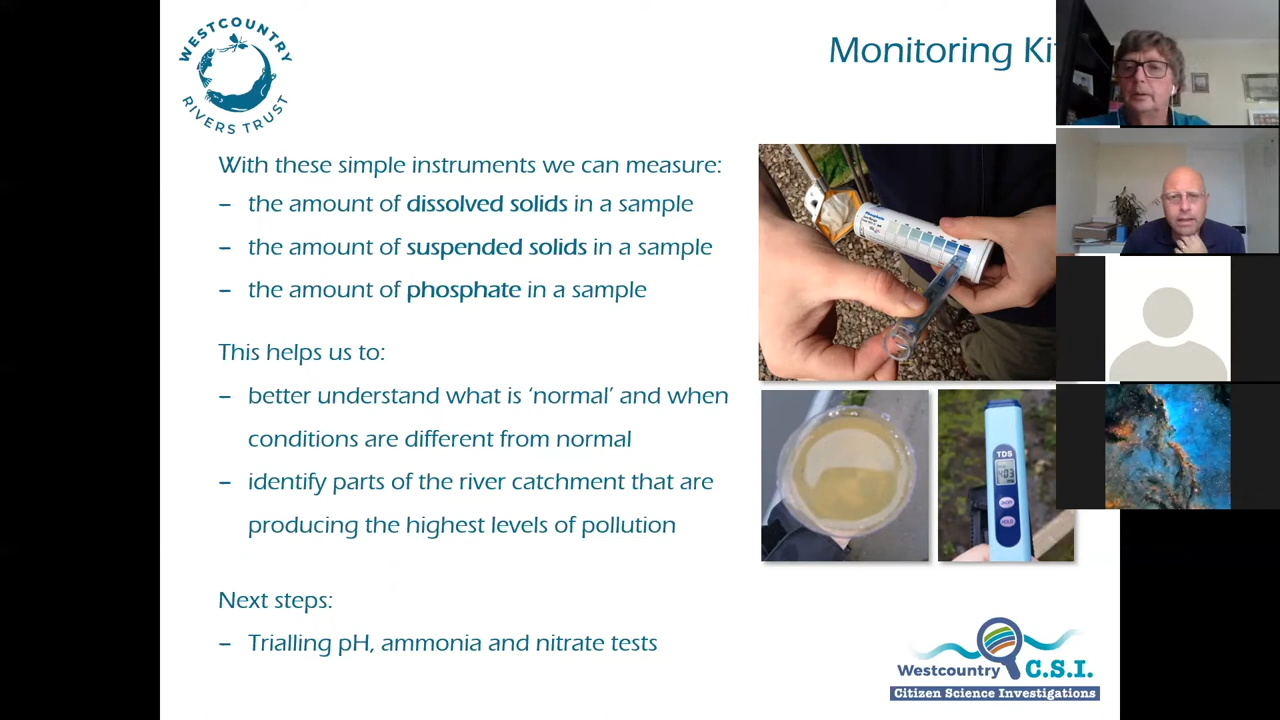 WESTCOUNTRY
RIVERS TRUST
Monitoring
With these simple instruments we can measure:
– the amount of dissolved solids in a sample
– the amount of suspended solids in a sample
– the amount of phosphate in a sample
This helps us to:
– better understand what is ‘normal’ and when
conditions are different from normal
– identify parts of the river catchment that are
producing the highest levels of pollution
Next steps:
– Trialling pH, ammonia and nitrate tests
Phosphate
TDS
403
HOLD
Westcountry C.S.I.
Citizen Science Investigations